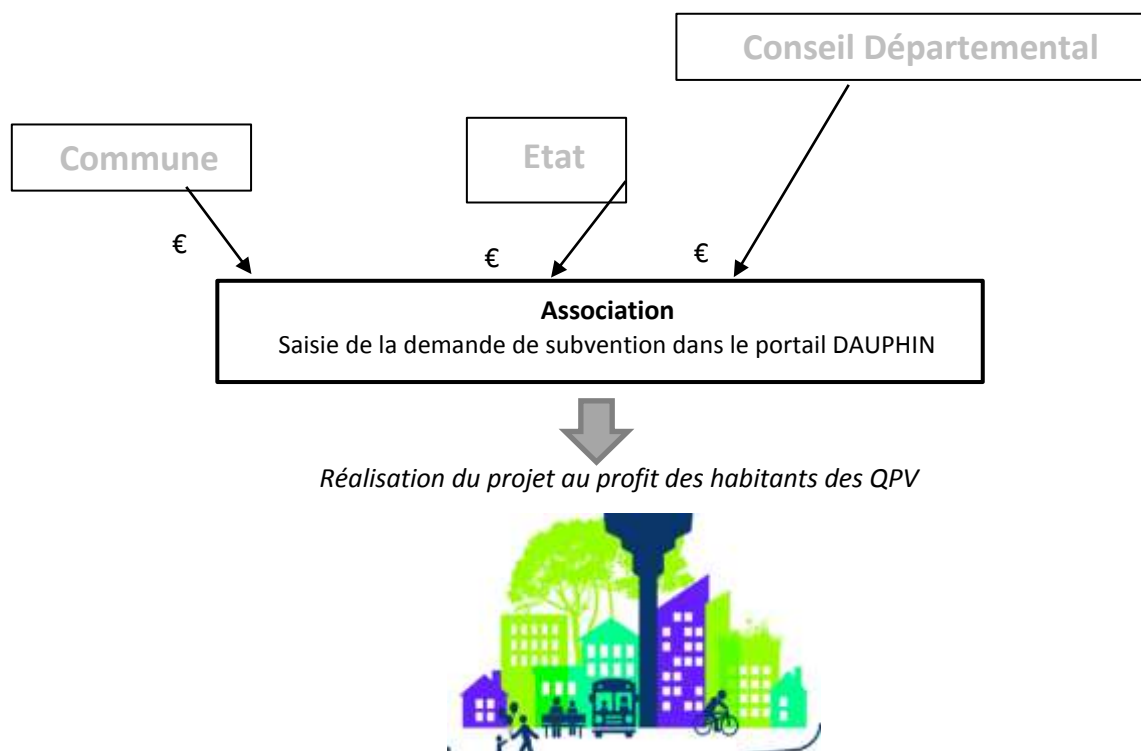 Conseil Départemental
Commune
Etat
€
€
€
Association
Saisie de la demande de subvention dans le portail DAUPHIN
Réalisation du projet au profit des habitants des QPV